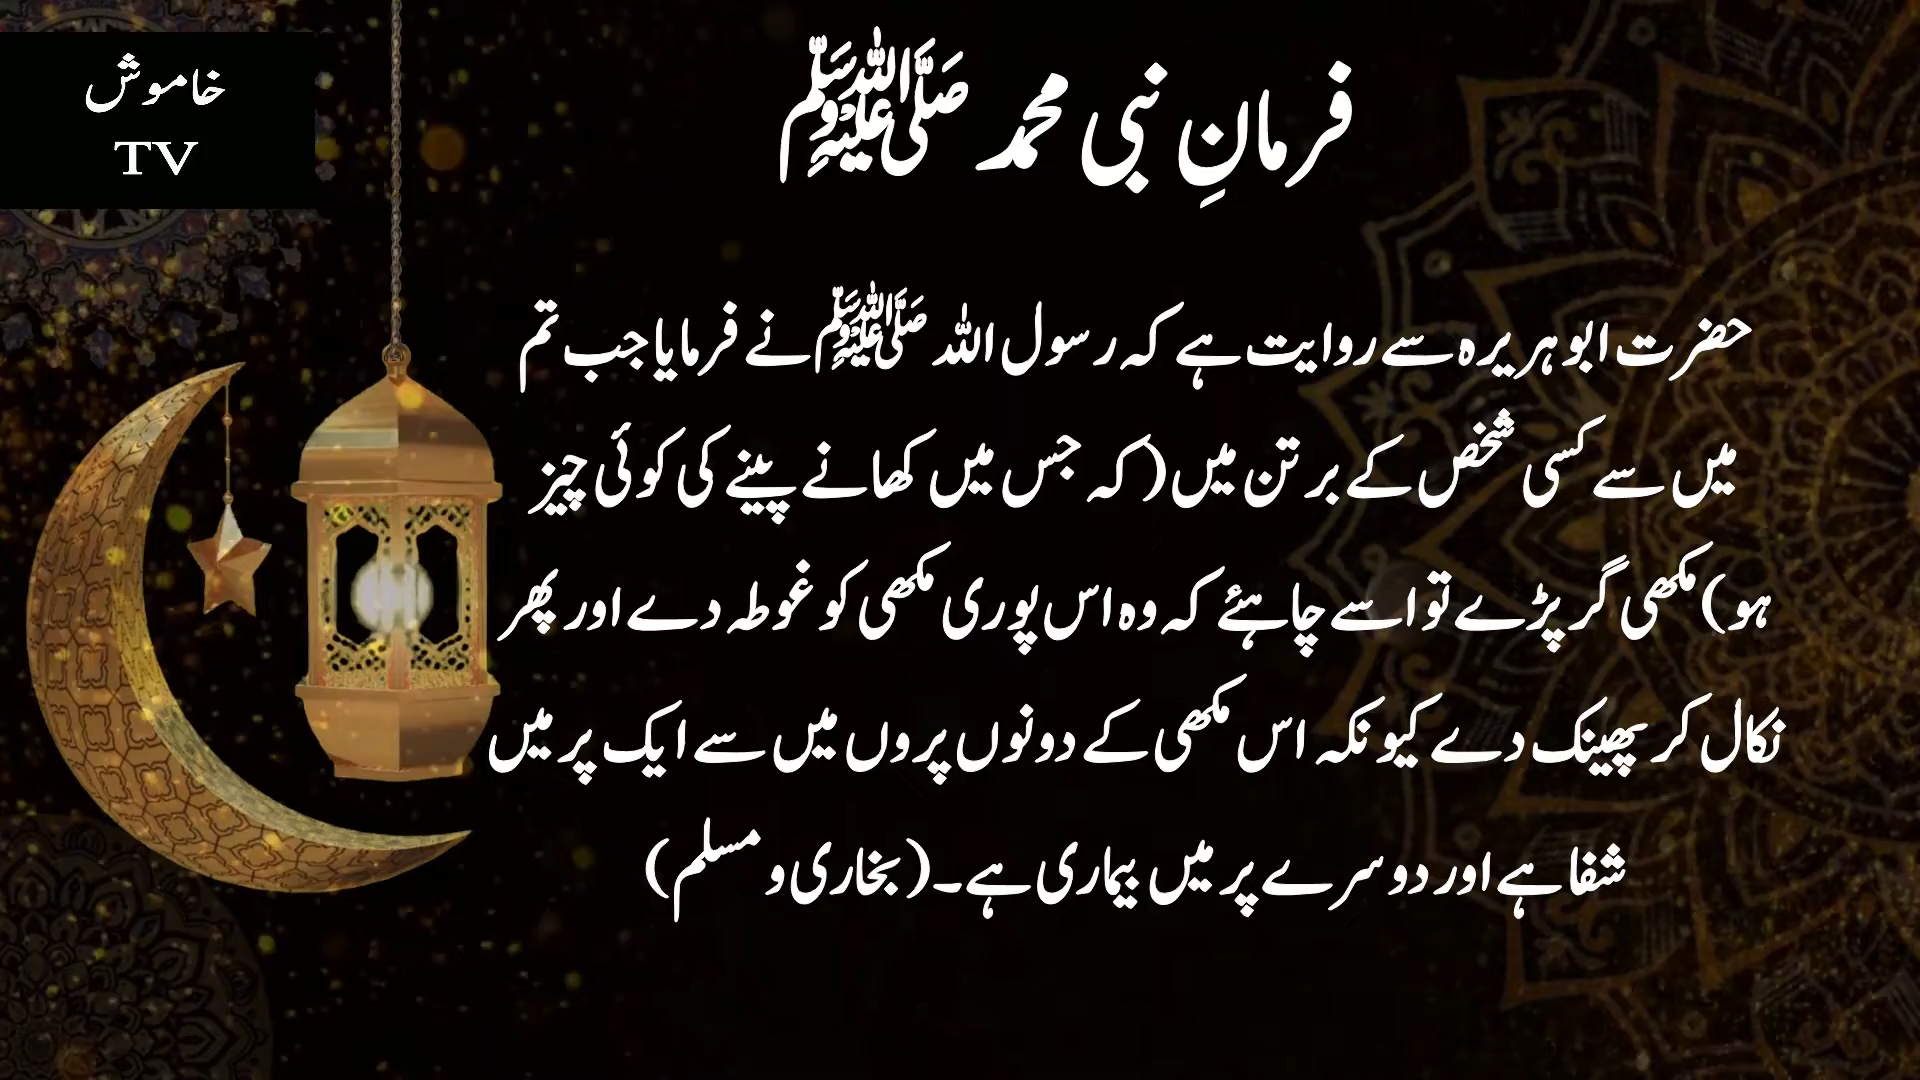 خاموش
TV
فرمانِ نبی محمد ﷺ
حضرت ابوہریرہ سے روایت ہے کہ رسول اللہ ﷺ نے فرمایا جب تم
میں سے کسی شخص کے برتن میں (کہ جس میں کھانے پینے کی کوئی چیز
ہو) مکھی گر پڑے تو اسے چاہئے کہ وہ اس پوری مکھی کو غوطہ دے اور پھر
نکال کر پھینک دے کیونکہ اس مکھی کے دونوں پروں میں سے ایک پر میں
شفا ہے اور دوسرے پر میں بیماری ہے۔ (بخاری و مسلم)